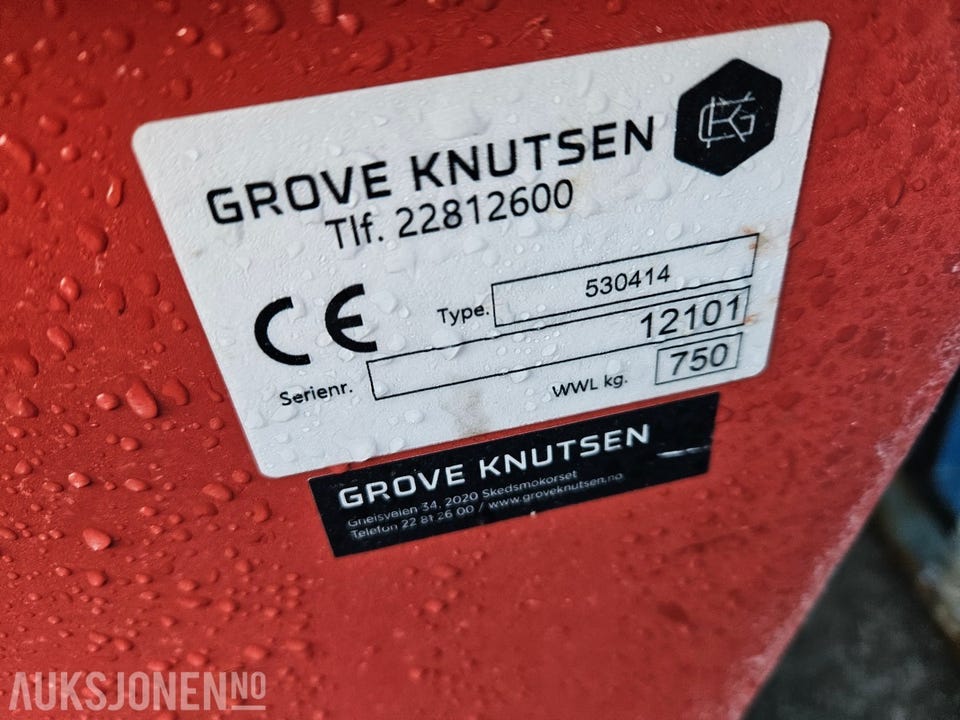 GROVE KNUTSEN
Tlf. 22812600
CE
Type. 530414
Serienr. 12101
WWL kg. 750
GROVE KNUTSEN
Gneisveien 34, 2020 Skedsmokorset
Telefon 22 81 26 00 / www.groveknutsen.no
AUKSJONEN.NO